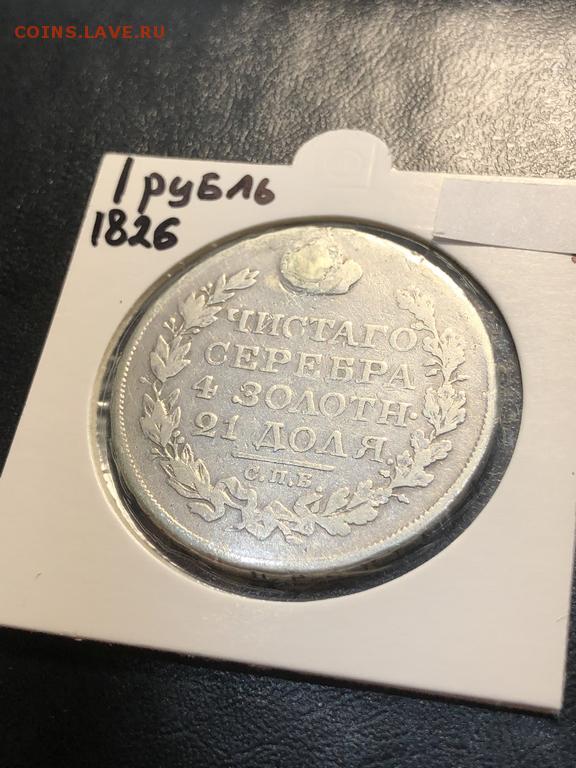 COINS.LAVE.RU
1 рубль
1826
ЧИСТАГО
СЕРЕБРА
4 ЗОЛОТН.
21 ДОЛЯ
С.П.Б.